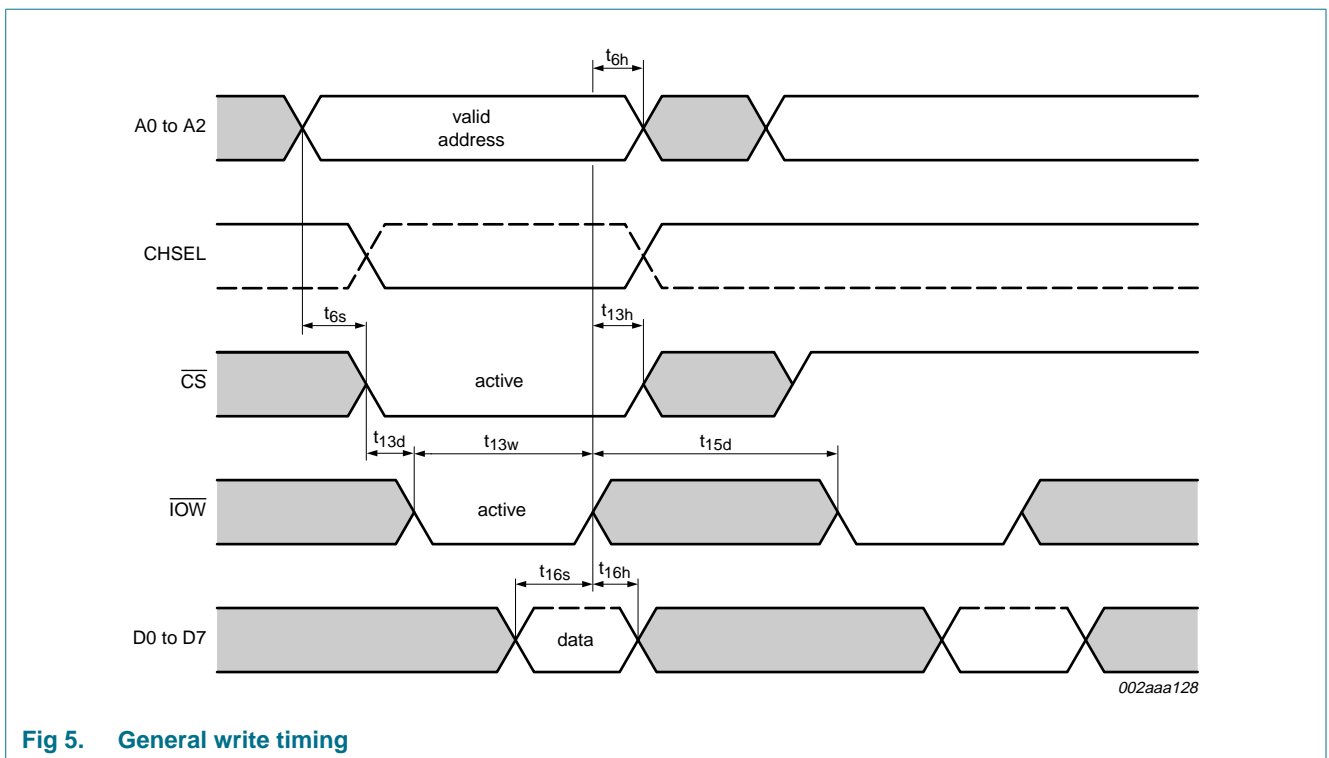 t6h
A0 to A2
valid
address
CHSEL
t6s
t13h
CS
active
t13d
t13w
t15d
IOW
active
t16s
t16h
D0 to D7
data
002aaa128
Fig 5. General write timing